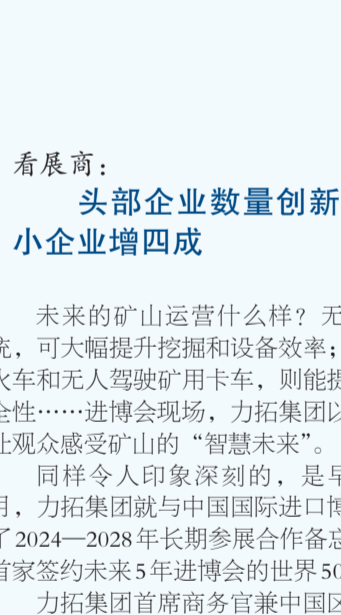 看展商：
头部企业数量创新
小企业增四成
未来的矿山运营什么样？无
统，可大幅提升挖掘和设备效率；
火车和无人驾驶矿用卡车，则能提
全性……进博会现场，力拓集团以
让观众感受矿山的“智慧未来”。
同样令人印象深刻的，是早
月，力拓集团就与中国国际进口博
了2024—2028年长期参展合作备忘
首家签约未来5年进博会的世界50
力拓集团首席商务官兼中国区